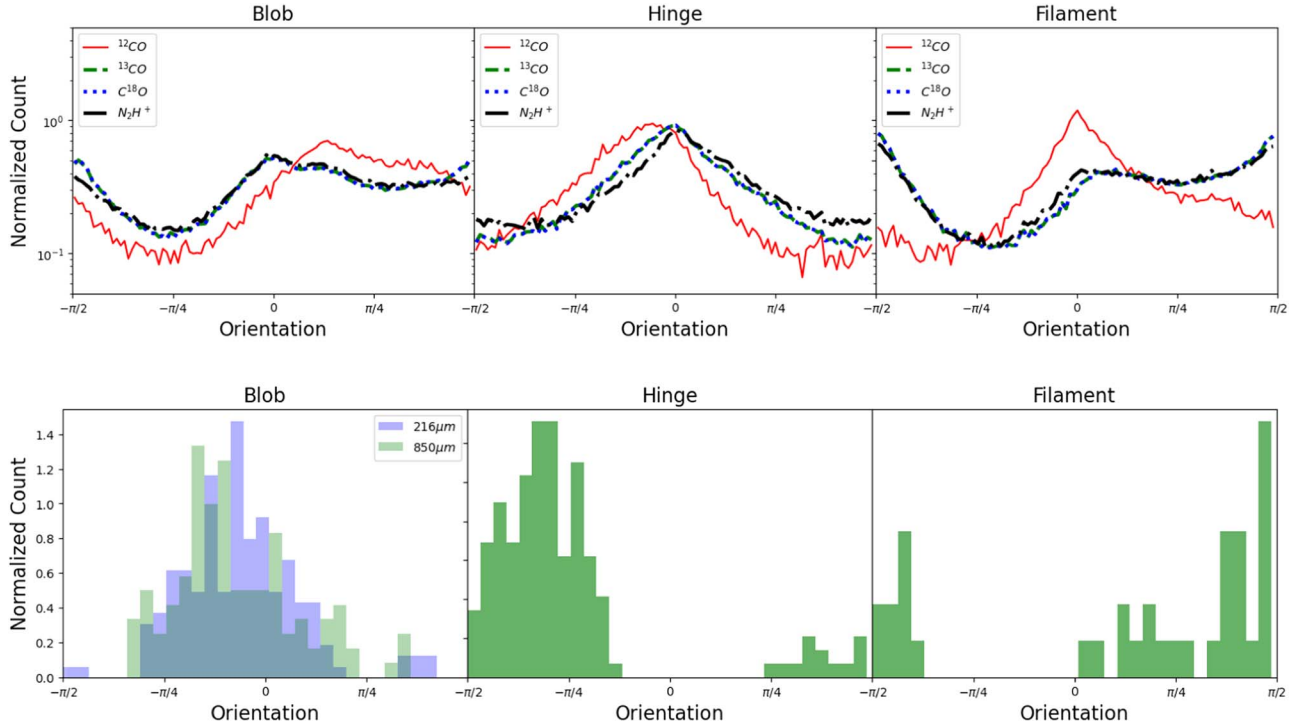 Blob Hinge Filament
Normalized Count
10⁰
10⁻¹
¹²CO
¹³CO
C¹⁸O
N₂H⁺
¹²CO
¹³CO
C¹⁸O
N₂H⁺
¹²CO
¹³CO
C¹⁸O
N₂H⁺
−π/2 −π/4 0 π/4 −π/2 −π/4 0 π/4 −π/2 −π/4 0 π/4 π/2
Orientation Orientation Orientation
Blob Hinge Filament
Normalized Count
1.4
1.2
1.0
0.8
0.6
0.4
0.2
0.0
216μm
850μm
−π/2 −π/4 0 π/4 −π/2 −π/4 0 π/4 −π/2 −π/4 0 π/4 π/2
Orientation Orientation Orientation